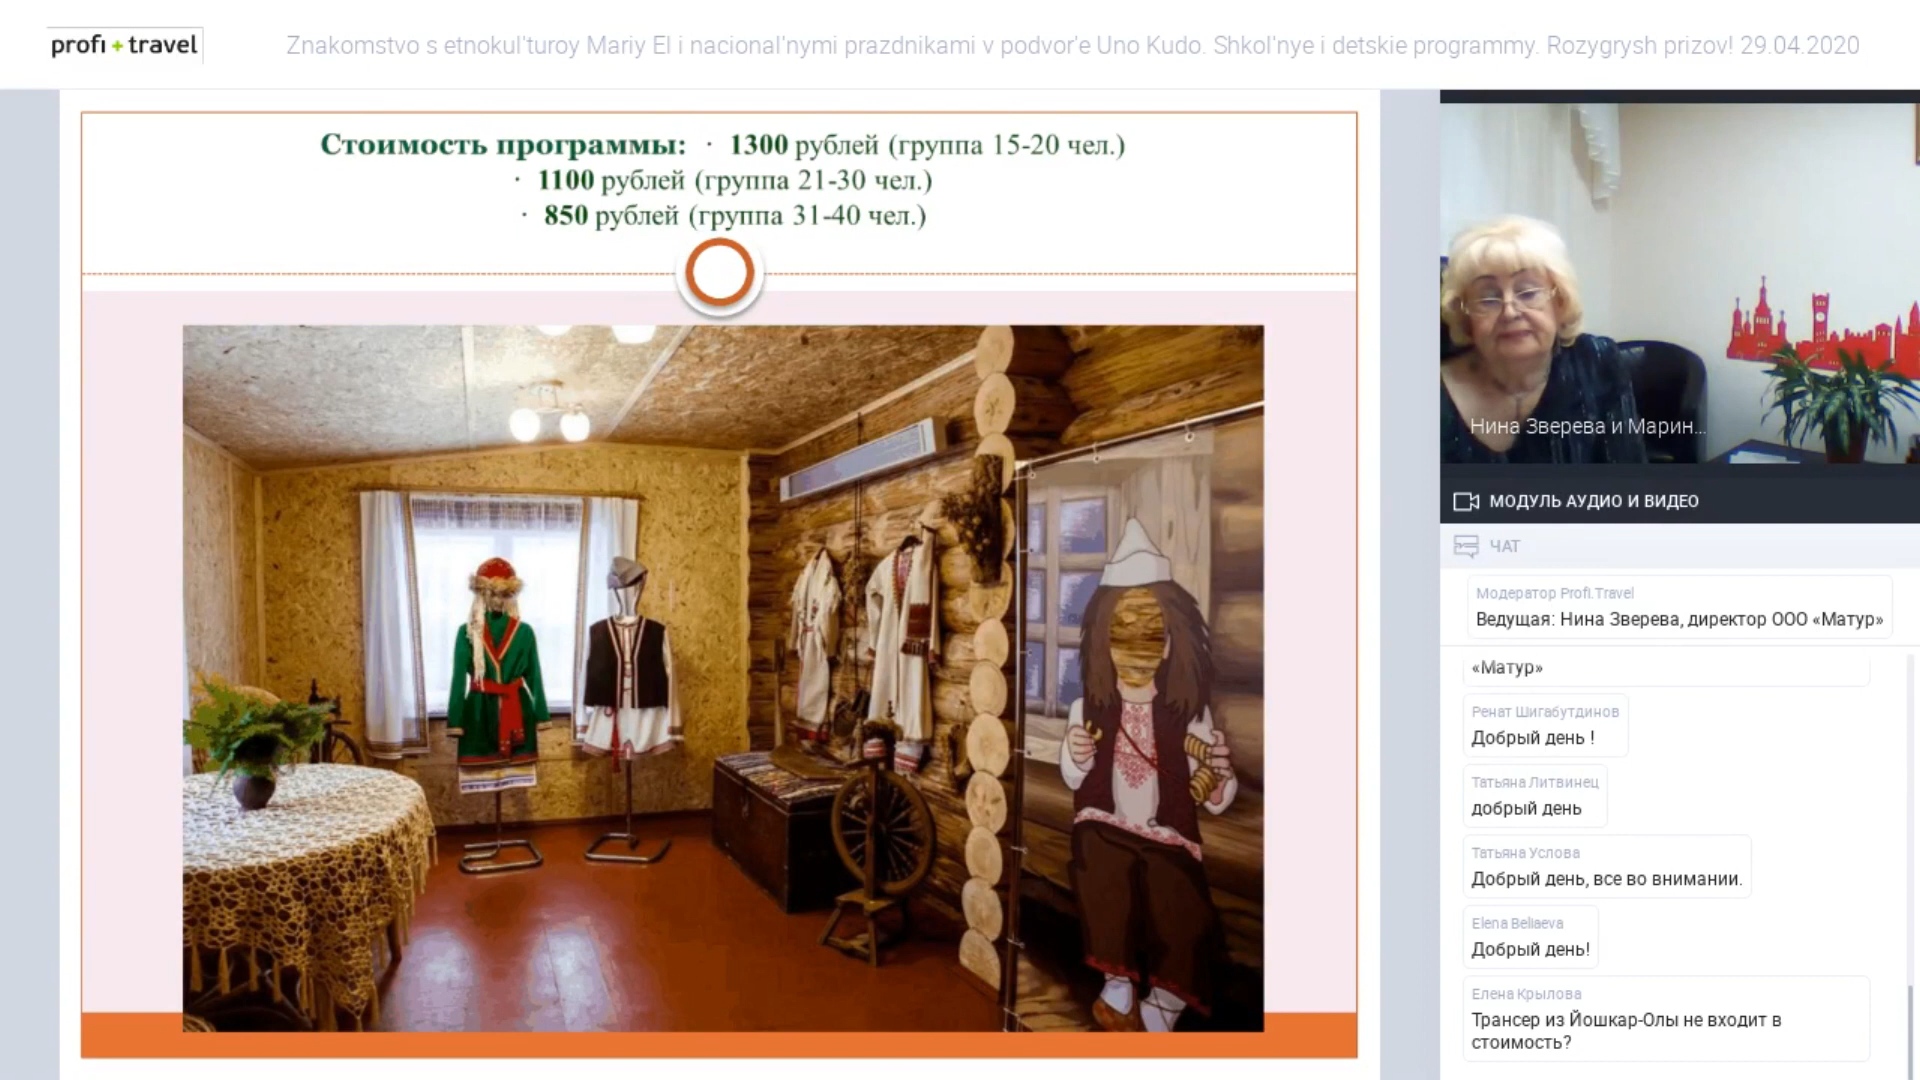 profi + travel
Znakomstvo s etnokul'turoy Mariy El i nacional'nymi prazdnikami v podvor'e Uno Kudo. Shkol'nye i detskie programmy. Rozygrysh prizov! 29.04.2020
Стоимость программы: · 1300 рублей (группа 15-20 чел.)
· 1100 рублей (группа 21-30 чел.)
· 850 рублей (группа 31-40 чел.)
Нина Зверева и Марин...
МОДУЛЬ АУДИО И ВИДЕО
ЧАТ
Модератор Profi.Travel
Ведущая: Нина Зверева, директор ООО «Матур»
«Матур»
Ренат Шигабутдинов
Добрый день !
Татьяна Литвинец
добрый день
Татьяна Услова
Добрый день, все во внимании.
Elena Beliaeva
Добрый день!
Елена Крылова
Трансер из Йошкар-Олы не входит в
стоимость?